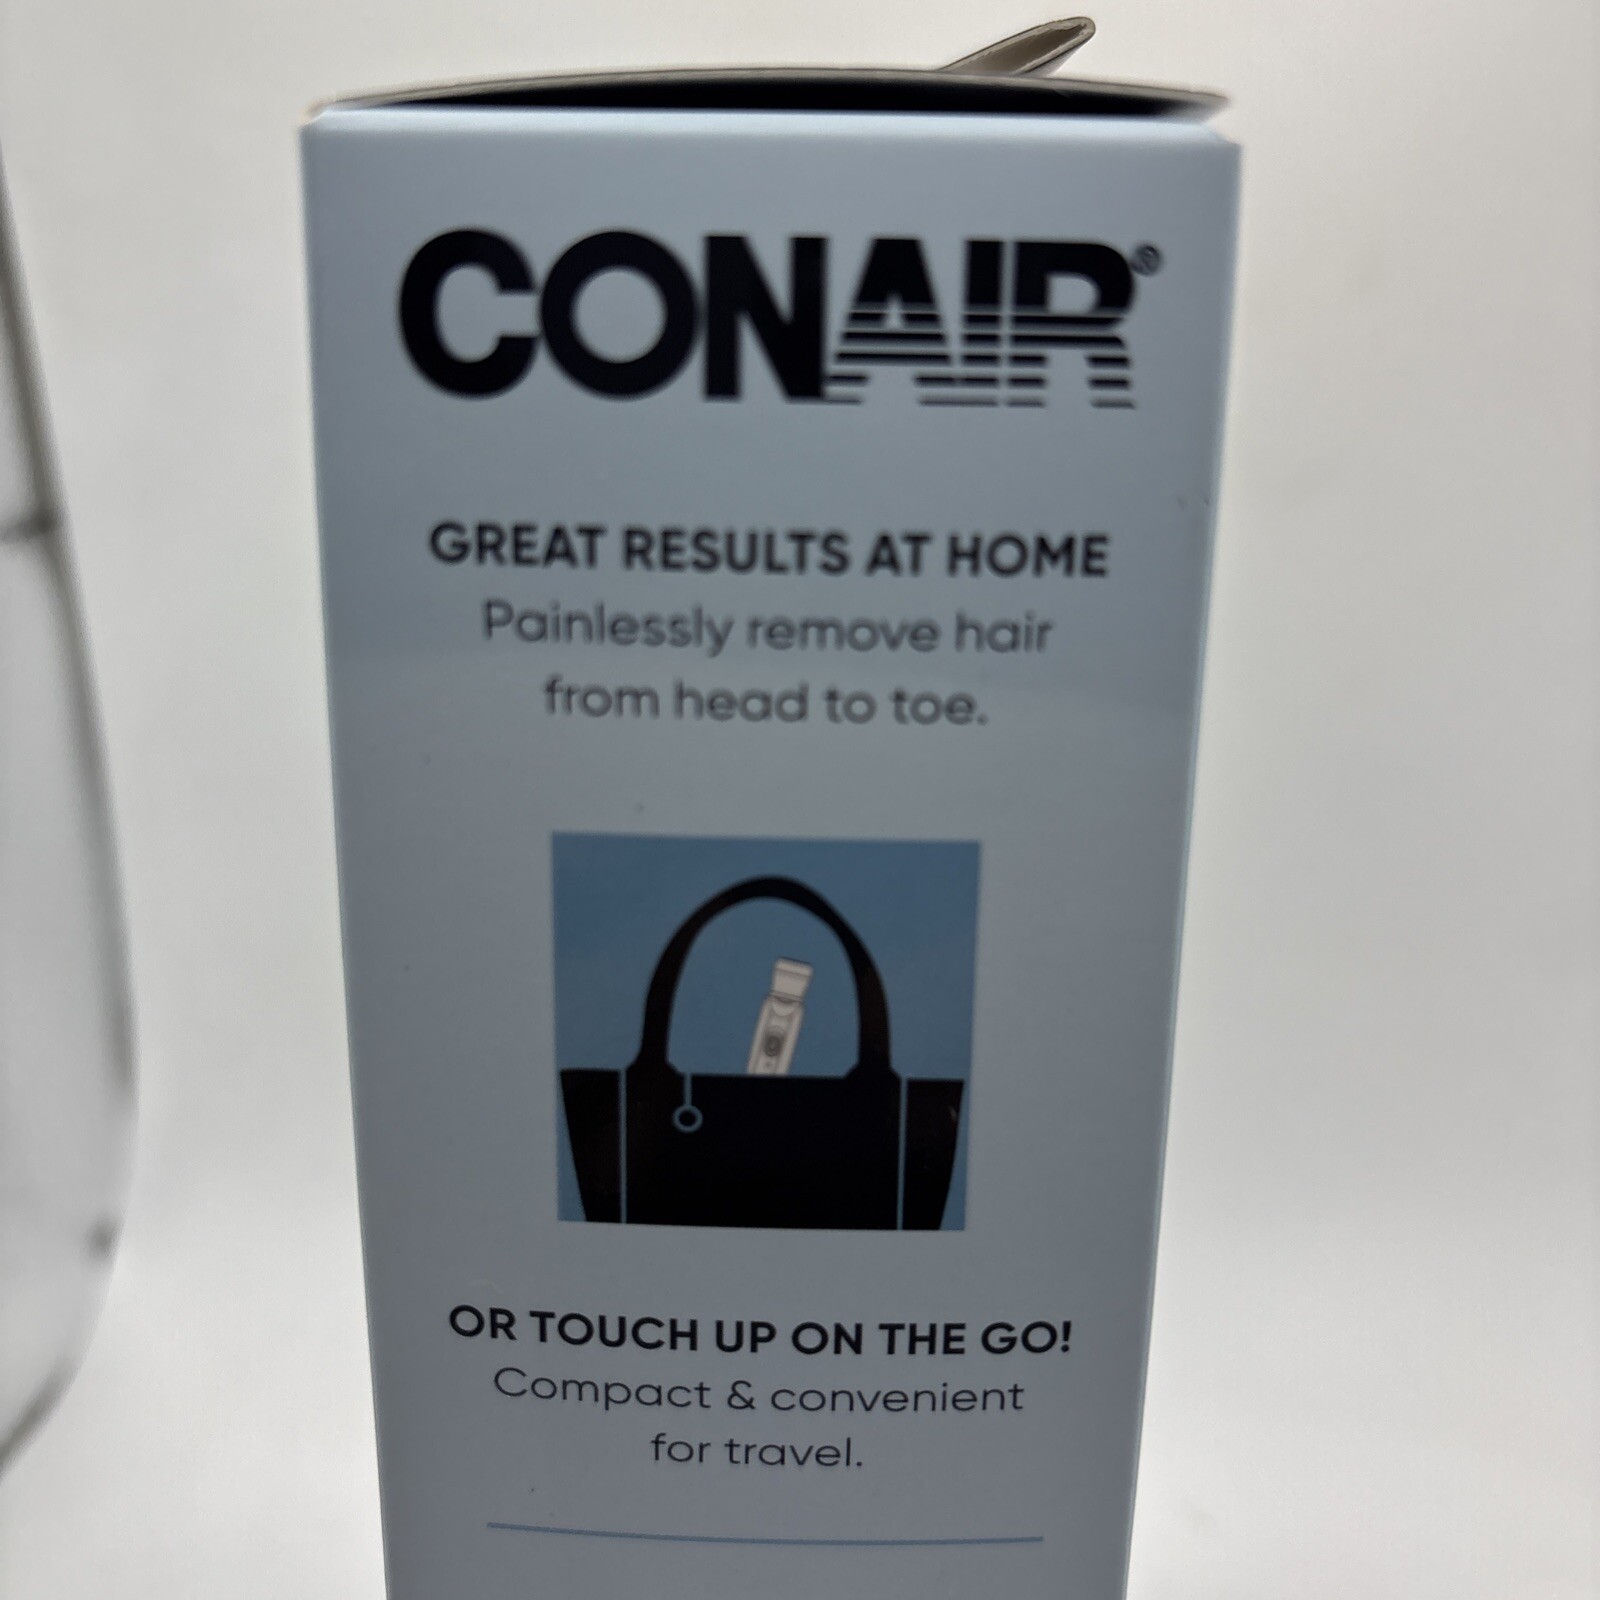 CONAIR®
GREAT RESULTS AT HOME
Painlessly remove hair
from head to toe.
OR TOUCH UP ON THE GO!
Compact & convenient
for travel.